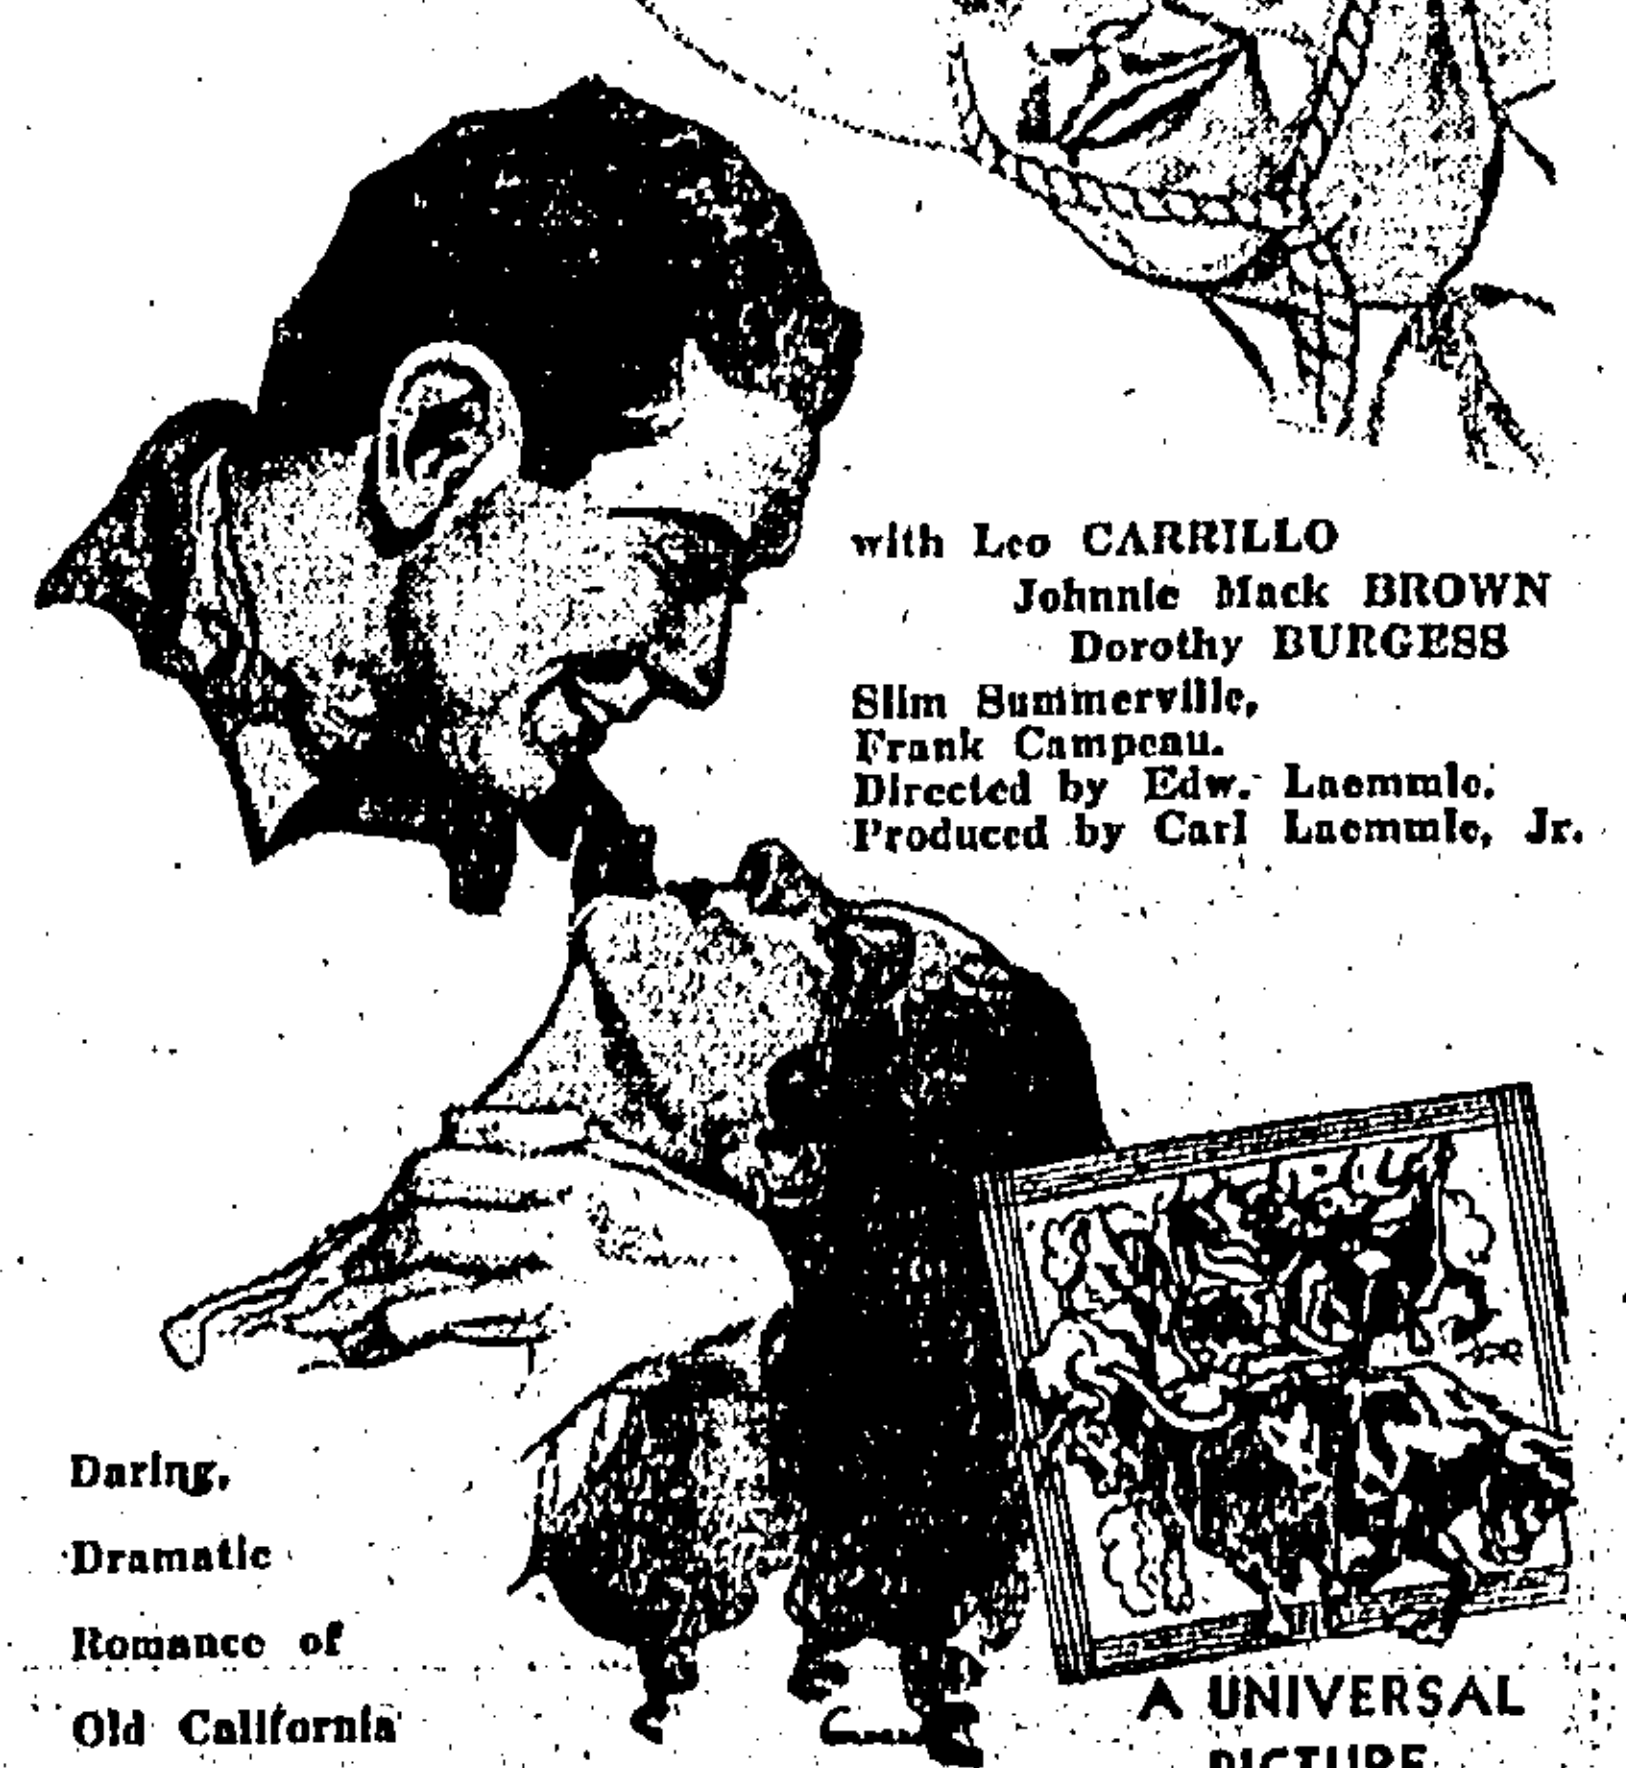 with Leo CARRILLO
Johnnie Mack BROWN
Dorothy BURGESS
Slim Summerville,
Frank Campeau.
Directed by Edw. Laemmle.
Produced by Carl Laemmle, Jr.
Daring,
Dramatic
Romance of
Old California
A UNIVERSAL
PICTURE